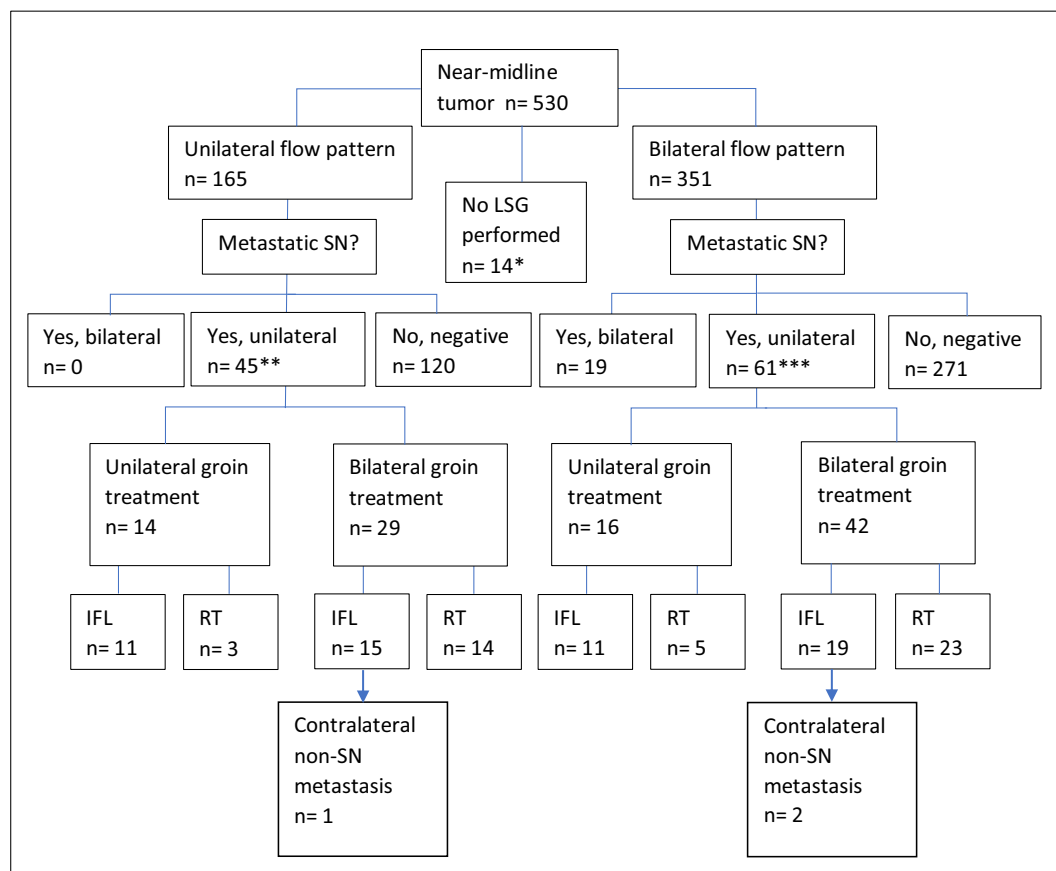 Near-midline
tumor n= 530
Unilateral flow pattern
n= 165
No LSG
performed
n= 14*
Bilateral flow pattern
n= 351
Metastatic SN?
Metastatic SN?
Yes, bilateral
n= 0
Yes, unilateral
n= 45**
No, negative
n= 120
Yes, bilateral
n= 19
Yes, unilateral
n= 61***
No, negative
n= 271
Unilateral groin
treatment
n= 14
Bilateral groin
treatment
n= 29
Unilateral groin
treatment
n= 16
Bilateral groin
treatment
n= 42
IFL
n= 11
RT
n= 3
IFL
n= 15
RT
n= 14
IFL
n= 11
RT
n= 5
IFL
n= 19
RT
n= 23
Contralateral
non-SN
metastasis
n= 1
Contralateral
non-SN
metastasis
n= 2